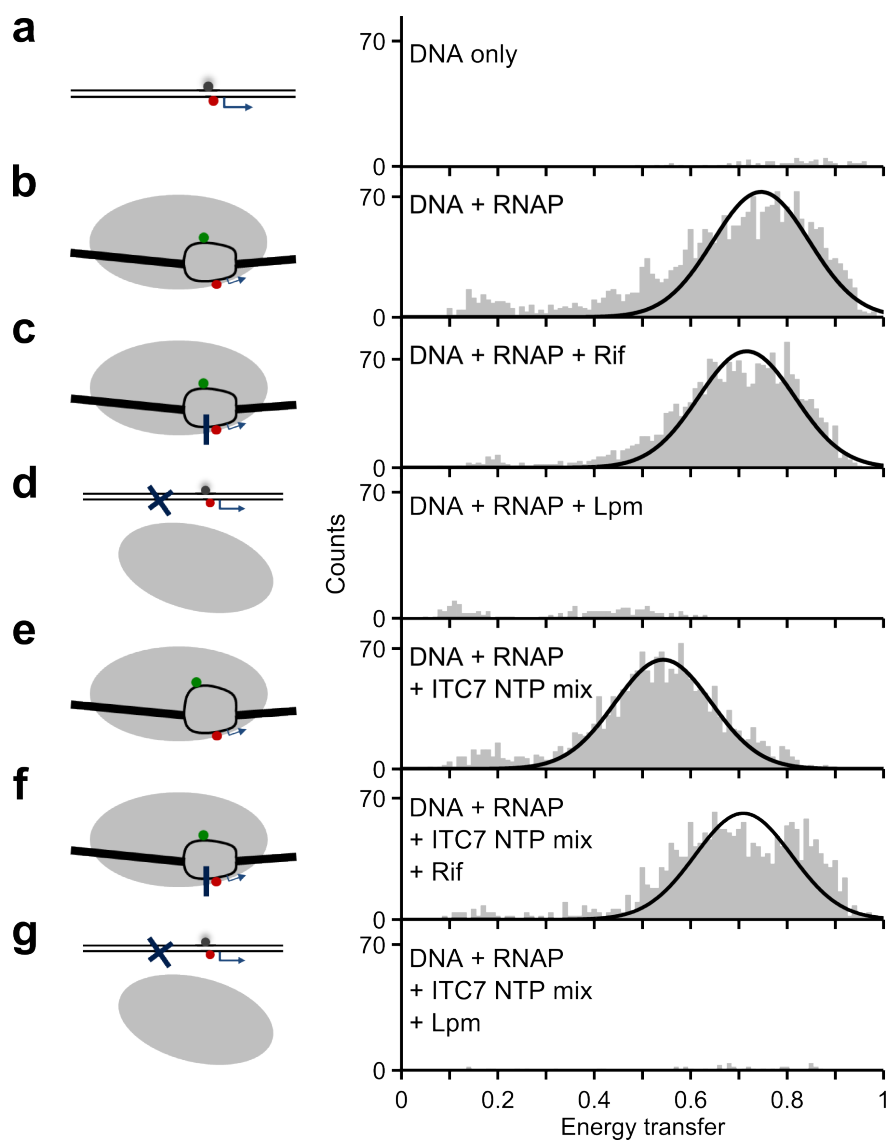 a
70
DNA only
0
b
70
DNA + RNAP
0
c
70
DNA + RNAP + Rif
0
d
70
DNA + RNAP + Lpm
Counts
0
e
70
DNA + RNAP
+ ITC7 NTP mix
0
f
70
DNA + RNAP
+ ITC7 NTP mix
+ Rif
0
g
70
DNA + RNAP
+ ITC7 NTP mix
+ Lpm
0
0 0.2 0.4 0.6 0.8 1
Energy transfer